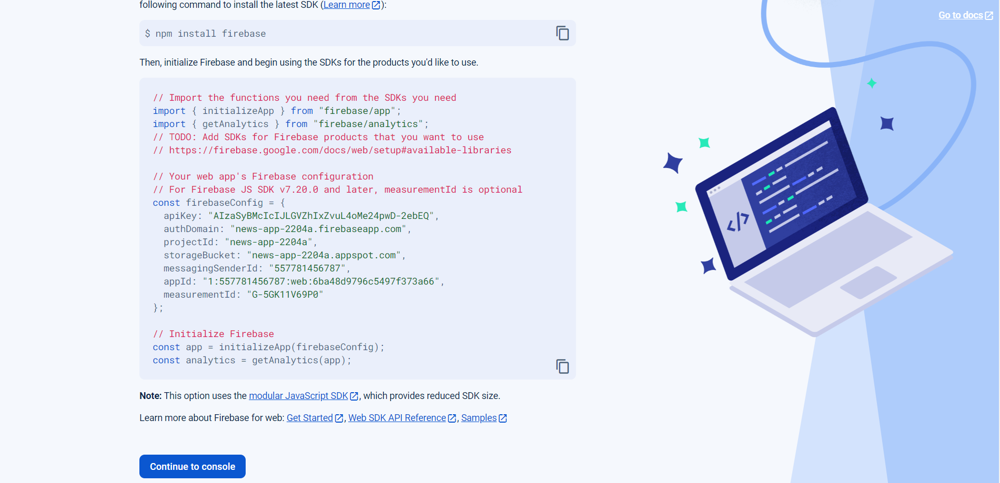 following command to install the latest SDK (Learn more):
Go to docs
$ npm install firebase
Then, initialize Firebase and begin using the SDKs for the products you'd like to use.
// Import the functions you need from the SDKs you need
import { initializeApp } from "firebase/app";
import { getAnalytics } from "firebase/analytics";
// TODO: Add SDKs for Firebase products that you want to use
// https://firebase.google.com/docs/web/setup#available-libraries
// Your web app's Firebase configuration
// For Firebase JS SDK v7.20.0 and later, measurementId is optional
const firebaseConfig = {
  apiKey: "AIzaSyBMcIcIJLGVZhIxZvuL4oMe24pwD-2ebEQ",
  authDomain: "news-app-2204a.firebaseapp.com",
  projectId: "news-app-2204a",
  storageBucket: "news-app-2204a.appspot.com",
  messagingSenderId: "557781456787",
  appId: "1:557781456787:web:6ba48d9796c5497f373a66",
  measurementId: "G-5GK11V69P0"
};
// Initialize Firebase
const app = initializeApp(firebaseConfig);
const analytics = getAnalytics(app);
</>
Note: This option uses the modular JavaScript SDK, which provides reduced SDK size.
Learn more about Firebase for web: Get Started, Web SDK API Reference, Samples
Continue to console